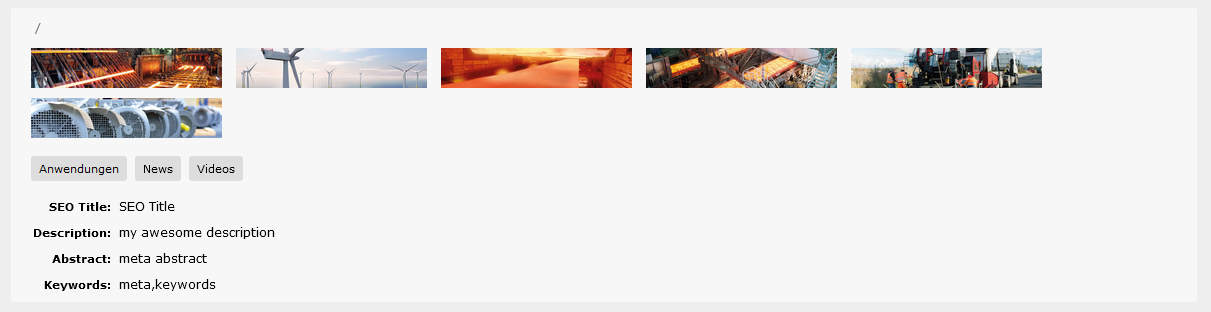 /
Anwendungen News Videos
SEO Title: SEO Title
Description: my awesome description
Abstract: meta abstract
Keywords: meta,keywords